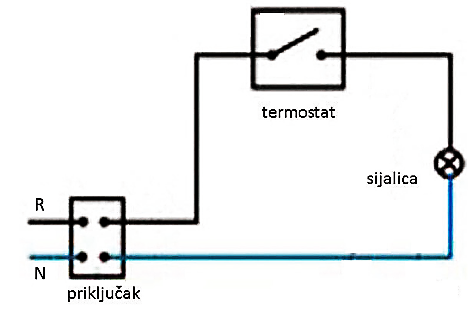 termostat
sijalica
R
N
priključak